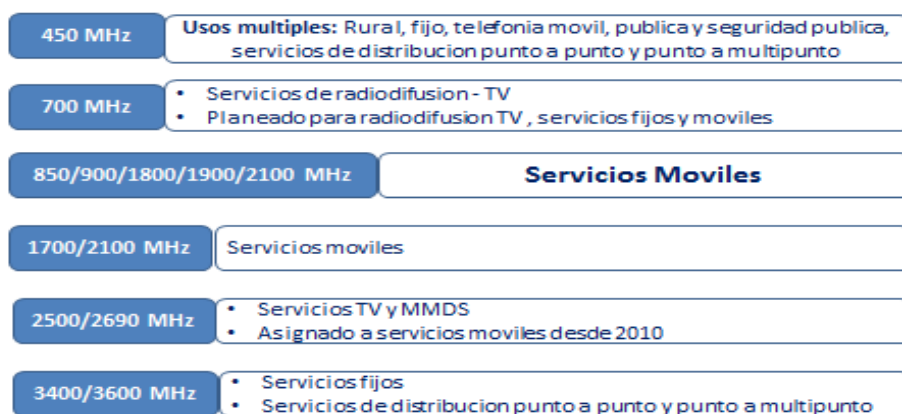 450 MHz
Usos multiples: Rural, fijo, telefonia movil, publica y seguridad publica,
servicios de distribucion punto a punto y punto a multipunto
700 MHz
• Servicios de radiodifusion - TV
• Planeado para radiodifusion TV , servicios fijos y moviles
850/900/1800/1900/2100 MHz
Servicios Moviles
1700/2100 MHz
Servicios moviles
2500/2690 MHz
• Servicios TV y MMDS
• Asignado a servicios moviles desde 2010
3400/3600 MHz
• Servicios fijos
• Servicios de distribucion punto a punto y punto a multipunto